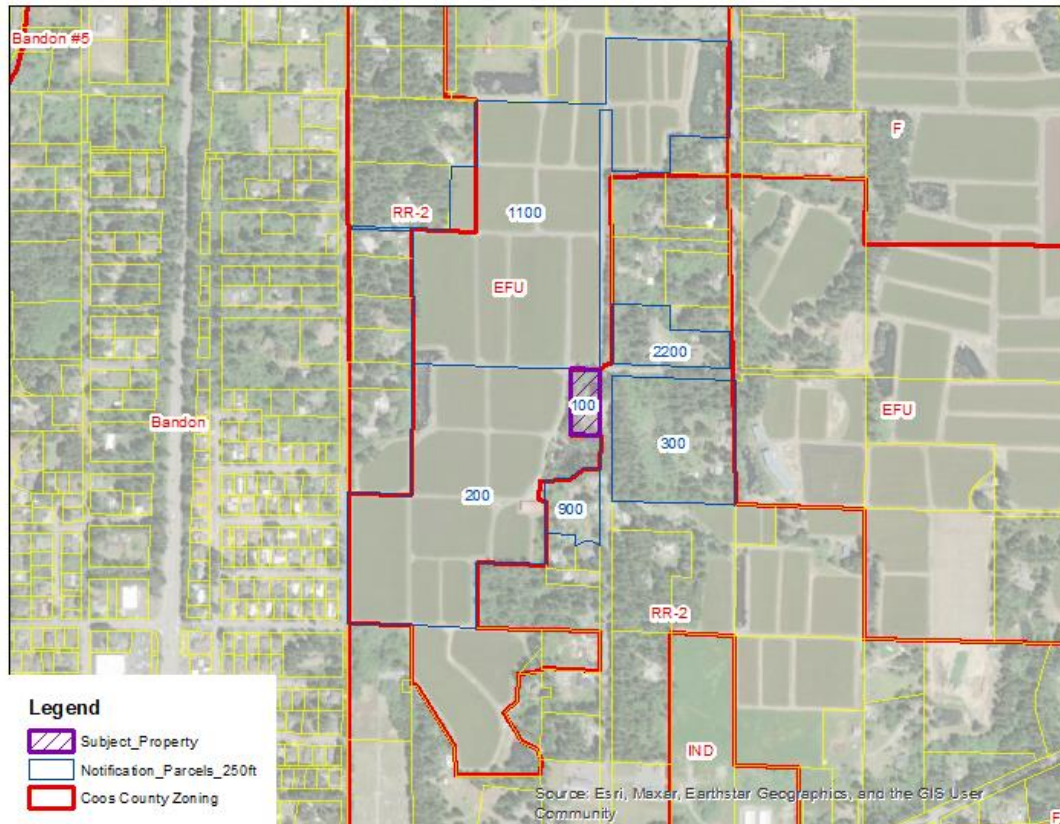 Bandon #5
F
RR-2
1100
EFU
2200
100
EFU
Bandon
300
200
900
RR-2
IND
Legend
Subject_Property
Notification_Parcels_250ft
Coos County Zoning
Source: Esri, Maxar, Earthstar Geographics, and the GIS User
Community
F